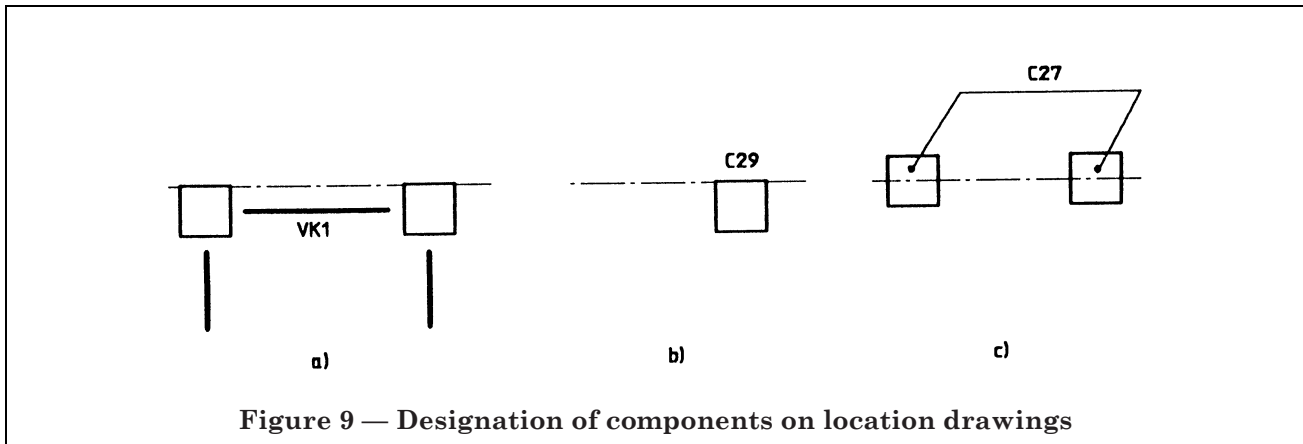 C27
C29
VK1
a)
b)
c)
Figure 9 — Designation of components on location drawings